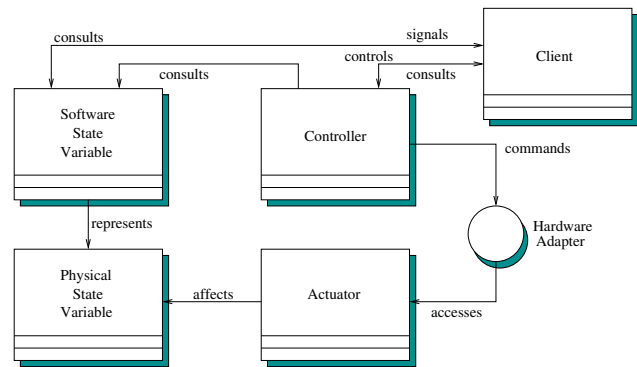 consults
signals
controls
consults
consults
Client
Software
State
Variable
Controller
commands
represents
Hardware
Adapter
Physical
State
Variable
affects
Actuator
accesses